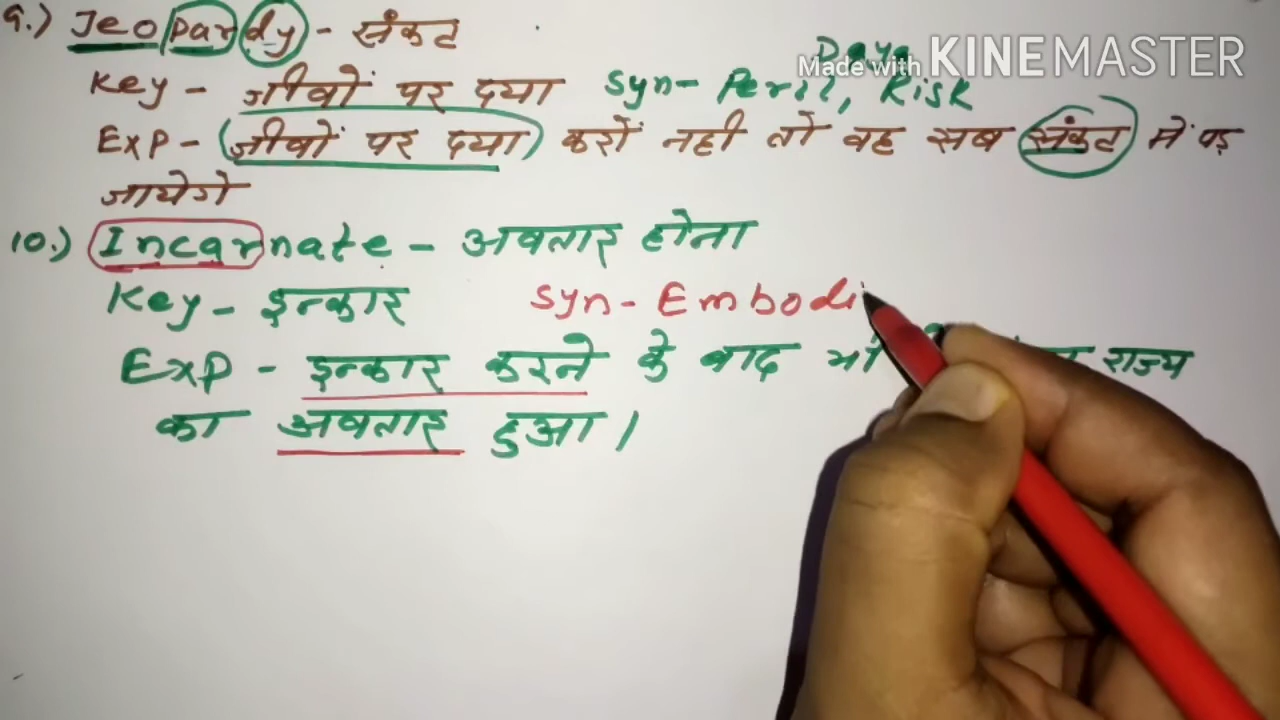 9.) Jeopardy - संकट
Daya
Made with KINEMASTER
Key - जीवों पर दया Syn - Peril, Risk
Exp - (जीवों पर दया) करों नही तो वह सब संकट में पड़
जायेगे
10.) Incarnate - अवतार होना
Key - इन्कार Syn - Embodi
Exp - इन्कार करने के बाद भी राज्य
का अवतार हुआ।